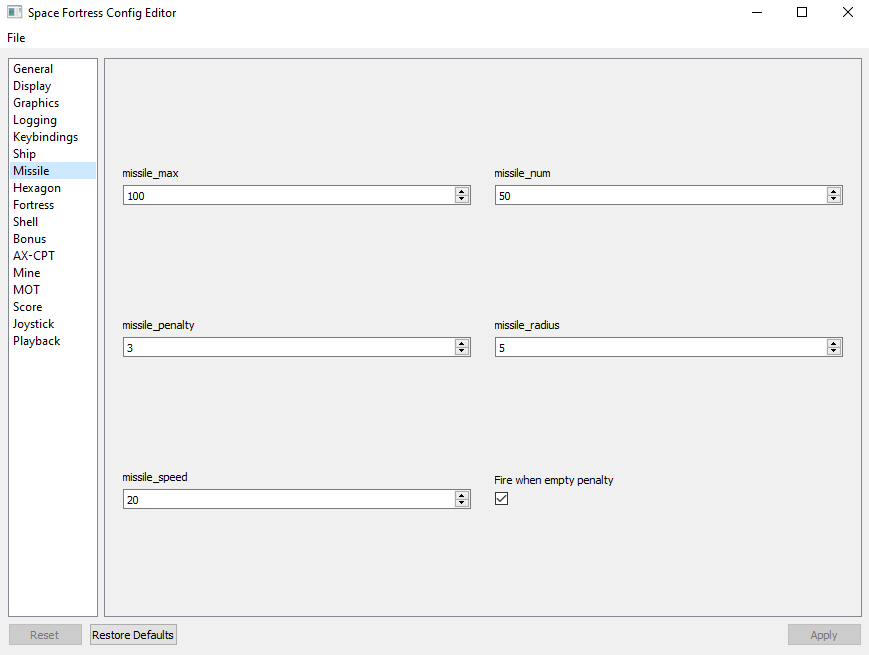 Space Fortress Config Editor
File
General
Display
Graphics
Logging
Keybindings
Ship
Missile
Hexagon
Fortress
Shell
Bonus
AX-CPT
Mine
MOT
Score
Joystick
Playback
missile_max
100
missile_num
50
missile_penalty
3
missile_radius
5
missile_speed
20
Fire when empty penalty
Reset
Restore Defaults
Apply